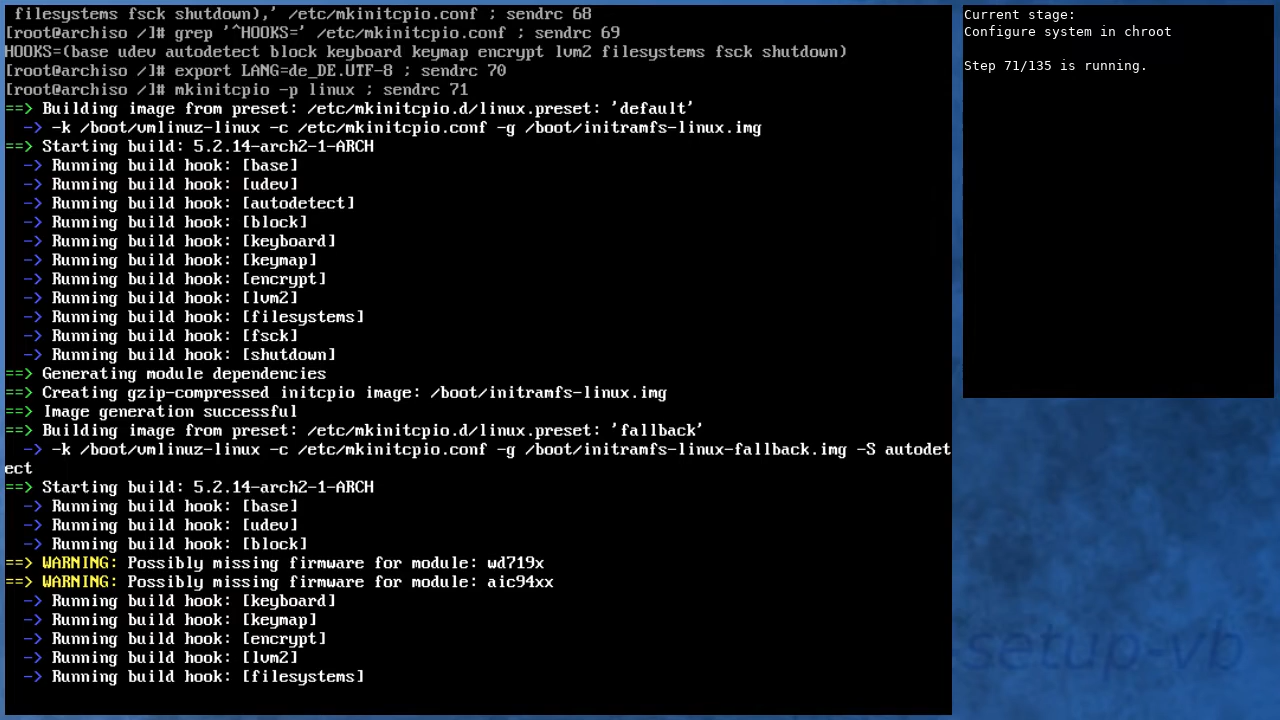 filesystems fsck shutdown),' /etc/mkinitcpio.conf ; sendrc 68
[root@archiso /]# grep '^HOOKS=' /etc/mkinitcpio.conf ; sendrc 69
HOOKS=(base udev autodetect block keyboard keymap encrypt lvm2 filesystems fsck shutdown)
[root@archiso /]# export LANG=de_DE.UTF-8 ; sendrc 70
[root@archiso /]# mkinitcpio -p linux ; sendrc 71
==> Building image from preset: /etc/mkinitcpio.d/linux.preset: 'default'
  -> -k /boot/vmlinuz-linux -c /etc/mkinitcpio.conf -g /boot/initramfs-linux.img
==> Starting build: 5.2.14-arch2-1-ARCH
  -> Running build hook: [base]
  -> Running build hook: [udev]
  -> Running build hook: [autodetect]
  -> Running build hook: [block]
  -> Running build hook: [keyboard]
  -> Running build hook: [keymap]
  -> Running build hook: [encrypt]
  -> Running build hook: [lvm2]
  -> Running build hook: [filesystems]
  -> Running build hook: [fsck]
  -> Running build hook: [shutdown]
==> Generating module dependencies
==> Creating gzip-compressed initcpio image: /boot/initramfs-linux.img
==> Image generation successful
==> Building image from preset: /etc/mkinitcpio.d/linux.preset: 'fallback'
  -> -k /boot/vmlinuz-linux -c /etc/mkinitcpio.conf -g /boot/initramfs-linux-fallback.img -S autodet
ect
==> Starting build: 5.2.14-arch2-1-ARCH
  -> Running build hook: [base]
  -> Running build hook: [udev]
  -> Running build hook: [block]
==> WARNING: Possibly missing firmware for module: wd719x
==> WARNING: Possibly missing firmware for module: aic94xx
  -> Running build hook: [keyboard]
  -> Running build hook: [keymap]
  -> Running build hook: [encrypt]
  -> Running build hook: [lvm2]
  -> Running build hook: [filesystems]
Current stage:
Configure system in chroot
Step 71/135 is running.
setup-vb